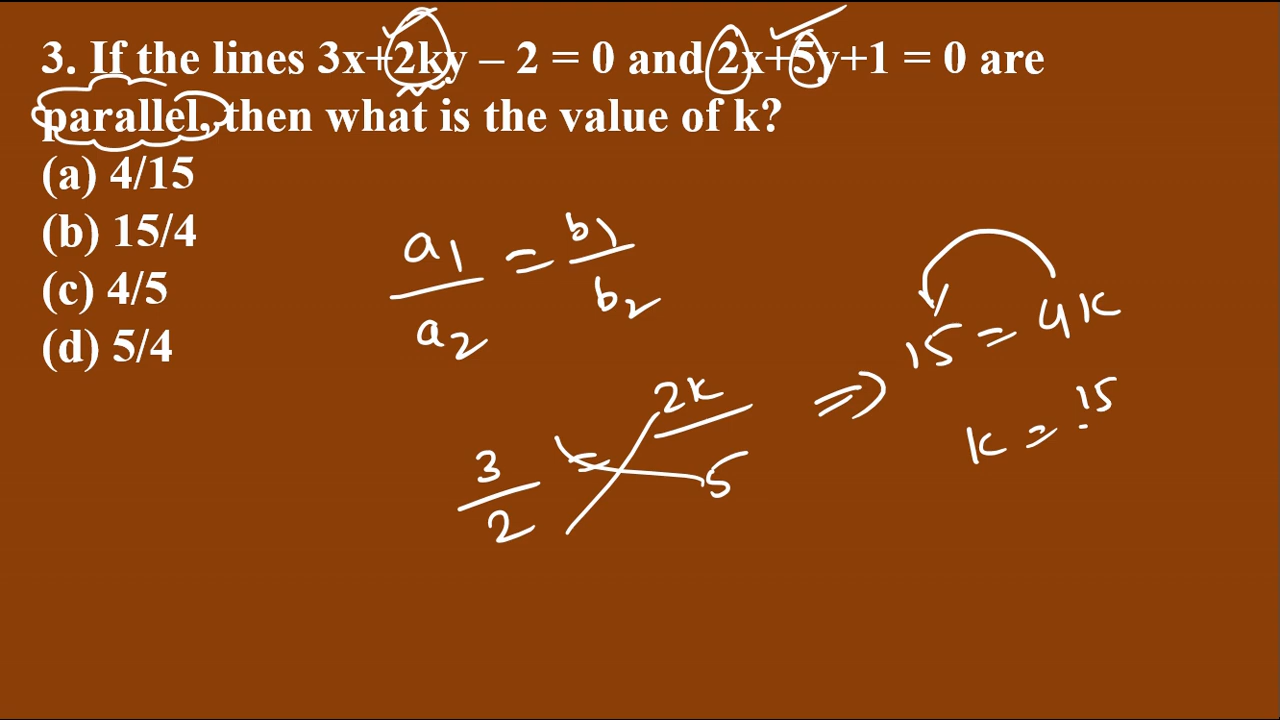 3. If the lines 3x+2ky – 2 = 0 and 2x+5y+1 = 0 are
parallel, then what is the value of k?
(a) 4/15
(b) 15/4
(c) 4/5
(d) 5/4
a1/a2 = b1/b2
3/2 = 2k/5
⇒ 15 = 4k
k = 15